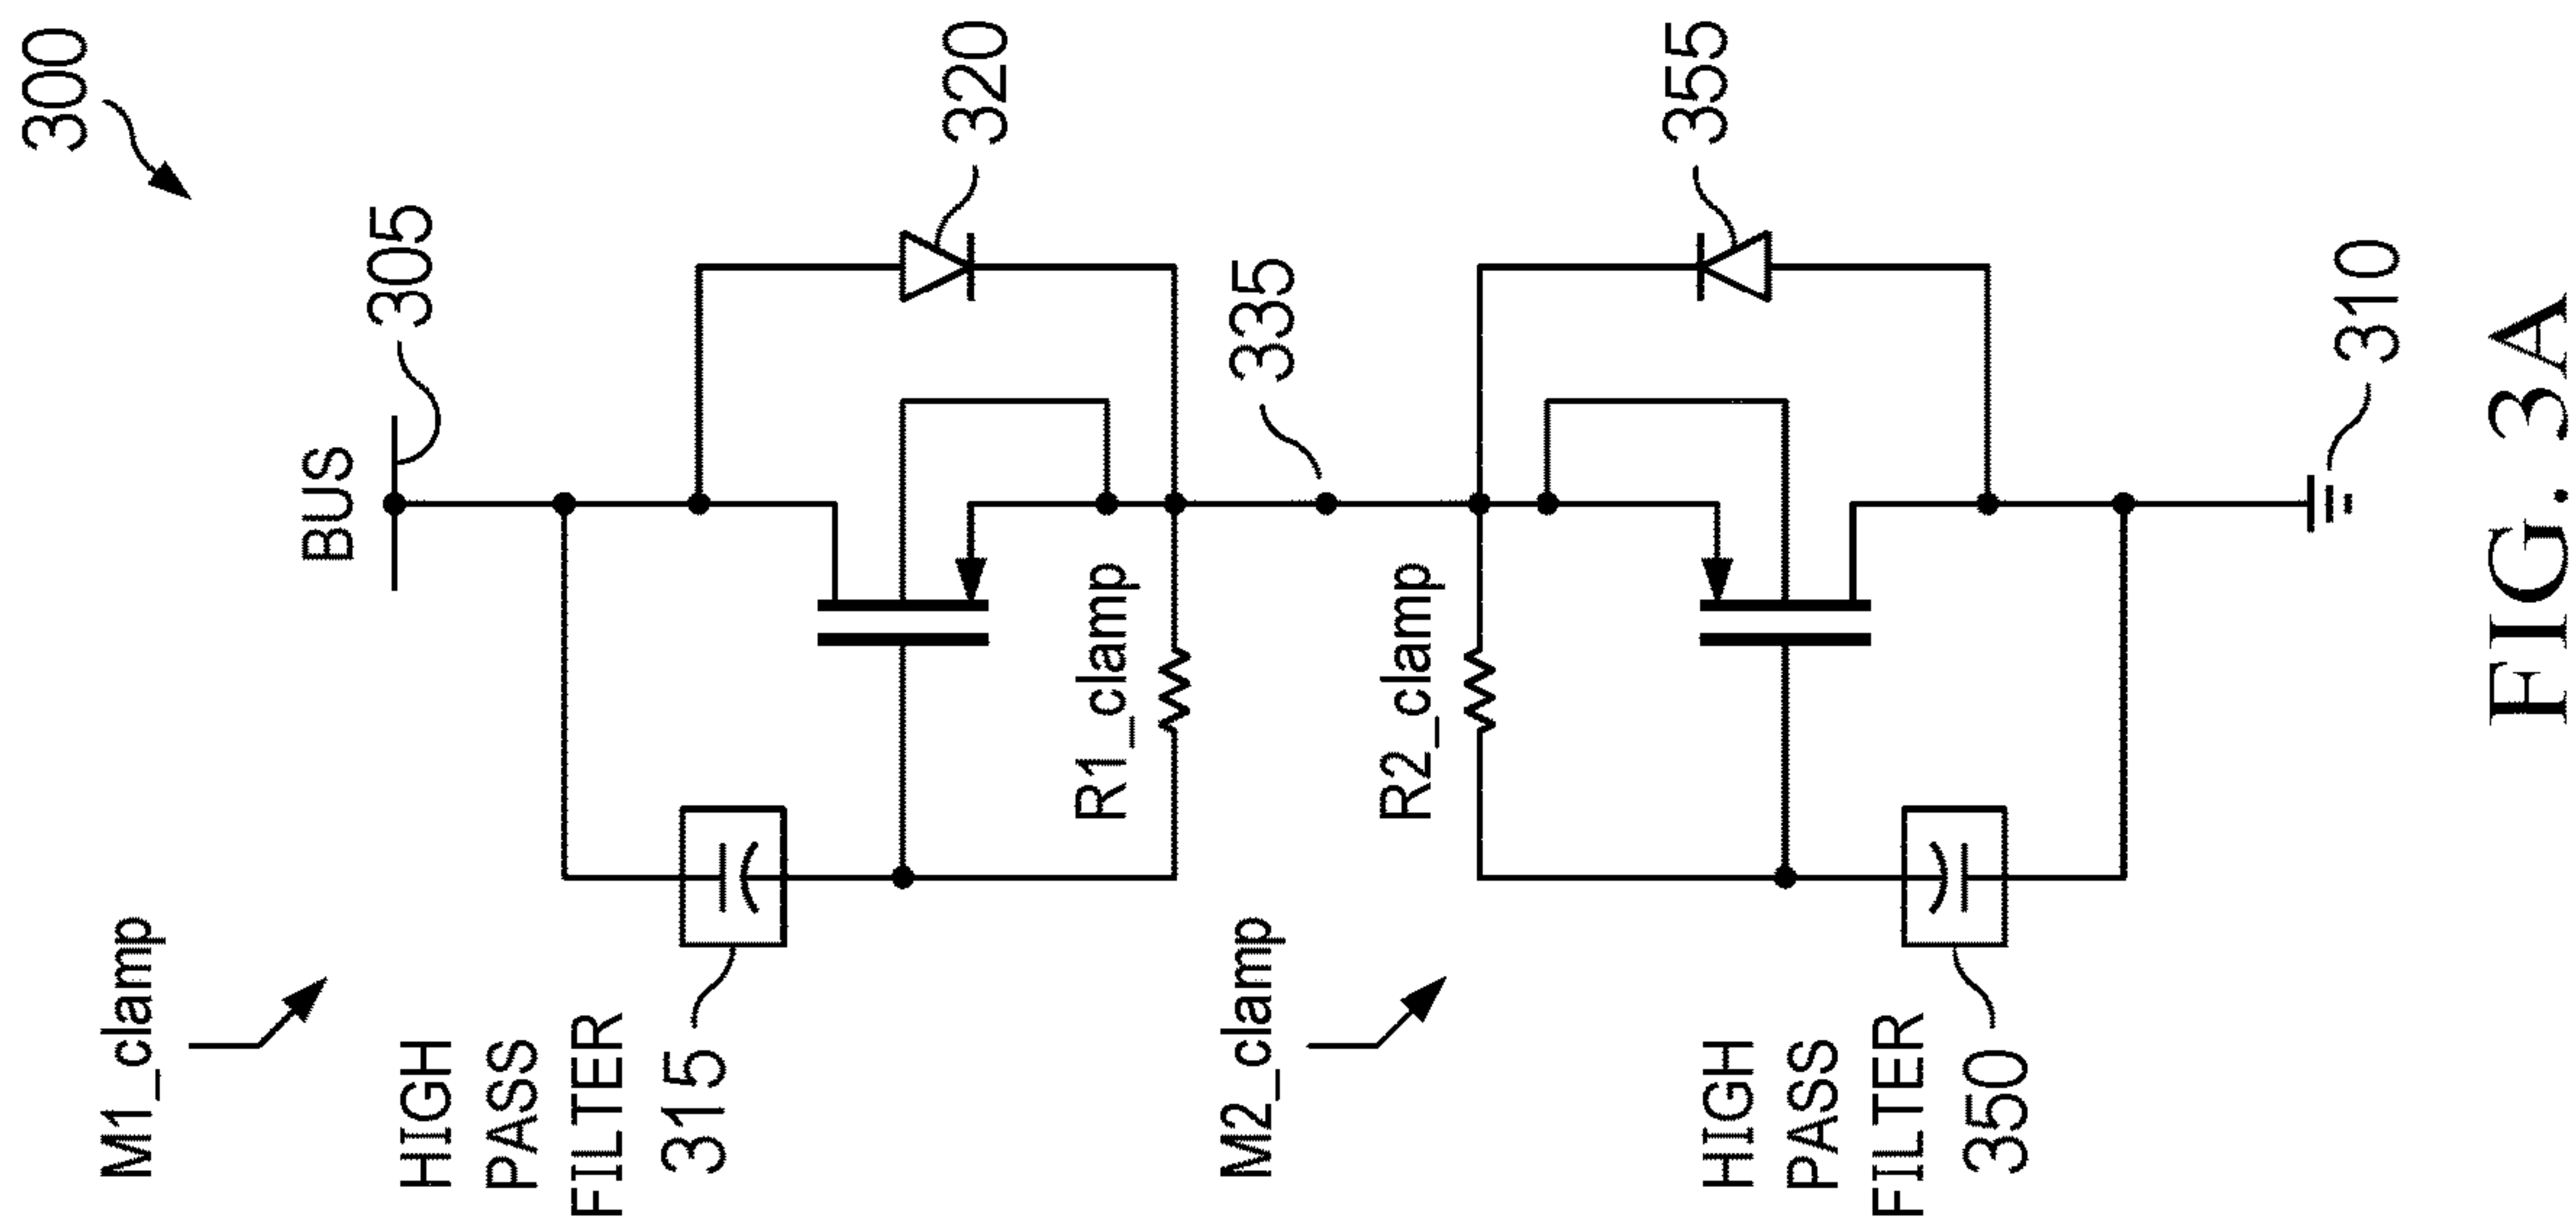 300
BUS
305
M1_clamp
HIGH
PASS
FILTER
315
320
R1_clamp
335
R2_clamp
M2_clamp
HIGH
PASS
FILTER
350
355
310
FIG. 3A